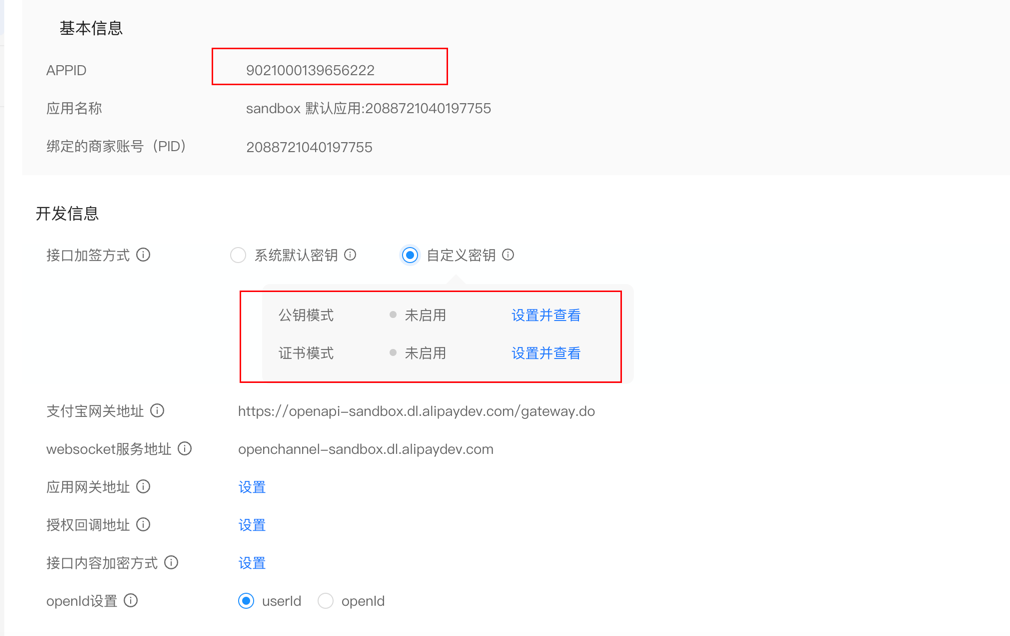 基本信息
APPID 9021000139656222
应用名称 sandbox 默认应用:2088721040197755
绑定的商家账号（PID） 2088721040197755
开发信息
接口加签方式 系统默认密钥 自定义密钥
公钥模式 未启用 设置并查看
证书模式 未启用 设置并查看
支付宝网关地址 https://openapi-sandbox.dl.alipaydev.com/gateway.do
websocket服务地址 openchannel-sandbox.dl.alipaydev.com
应用网关地址 设置
授权回调地址 设置
接口内容加密方式 设置
openId设置 userId openId